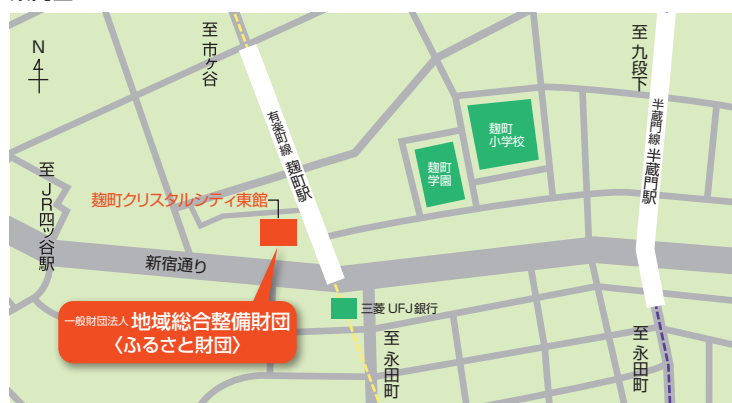 N
至市ヶ谷
至九段下
有楽町線 麹町駅
半蔵門線 半蔵門駅
麹町
小学校
麹町
学園
至JR四ッ谷駅
麹町クリスタルシティ東館
新宿通り
一般財団法人 地域総合整備財団
〈ふるさと財団〉
三菱UFJ銀行
至永田町
至永田町